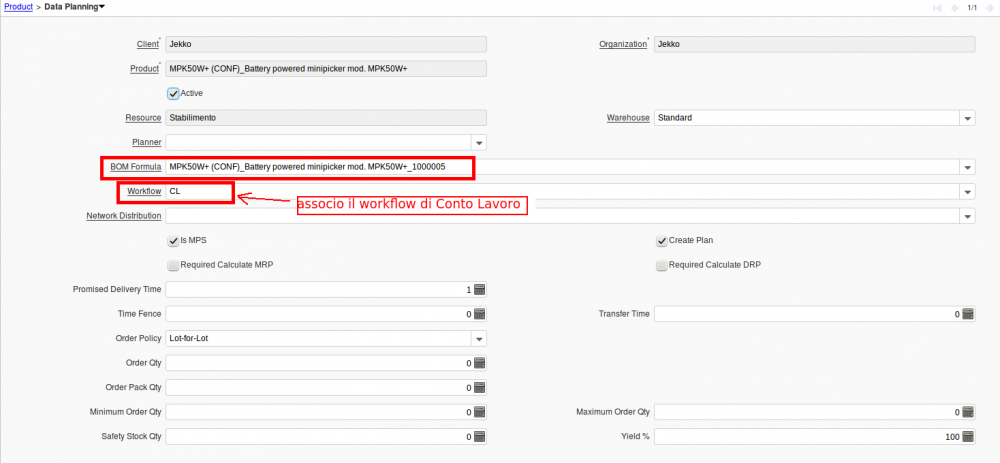 Product > Data Planning
1/1
Client* Jekko Organization* Jekko
Product* MPK50W+ (CONF)_Battery powered minipicker mod. MPK50W+
Active
Resource Stabilimento Warehouse Standard
Planner
BOM Formula MPK50W+ (CONF)_Battery powered minipicker mod. MPK50W+_1000005
Workflow CL
associo il workflow di Conto Lavoro
Network Distribution
Is MPS Create Plan
Required Calculate MRP Required Calculate DRP
Promised Delivery Time 1
Time Fence 0 Transfer Time 0
Order Policy Lot-for-Lot
Order Qty 0
Order Pack Qty 0
Minimum Order Qty 0 Maximum Order Qty 0
Safety Stock Qty 0 Yield % 100